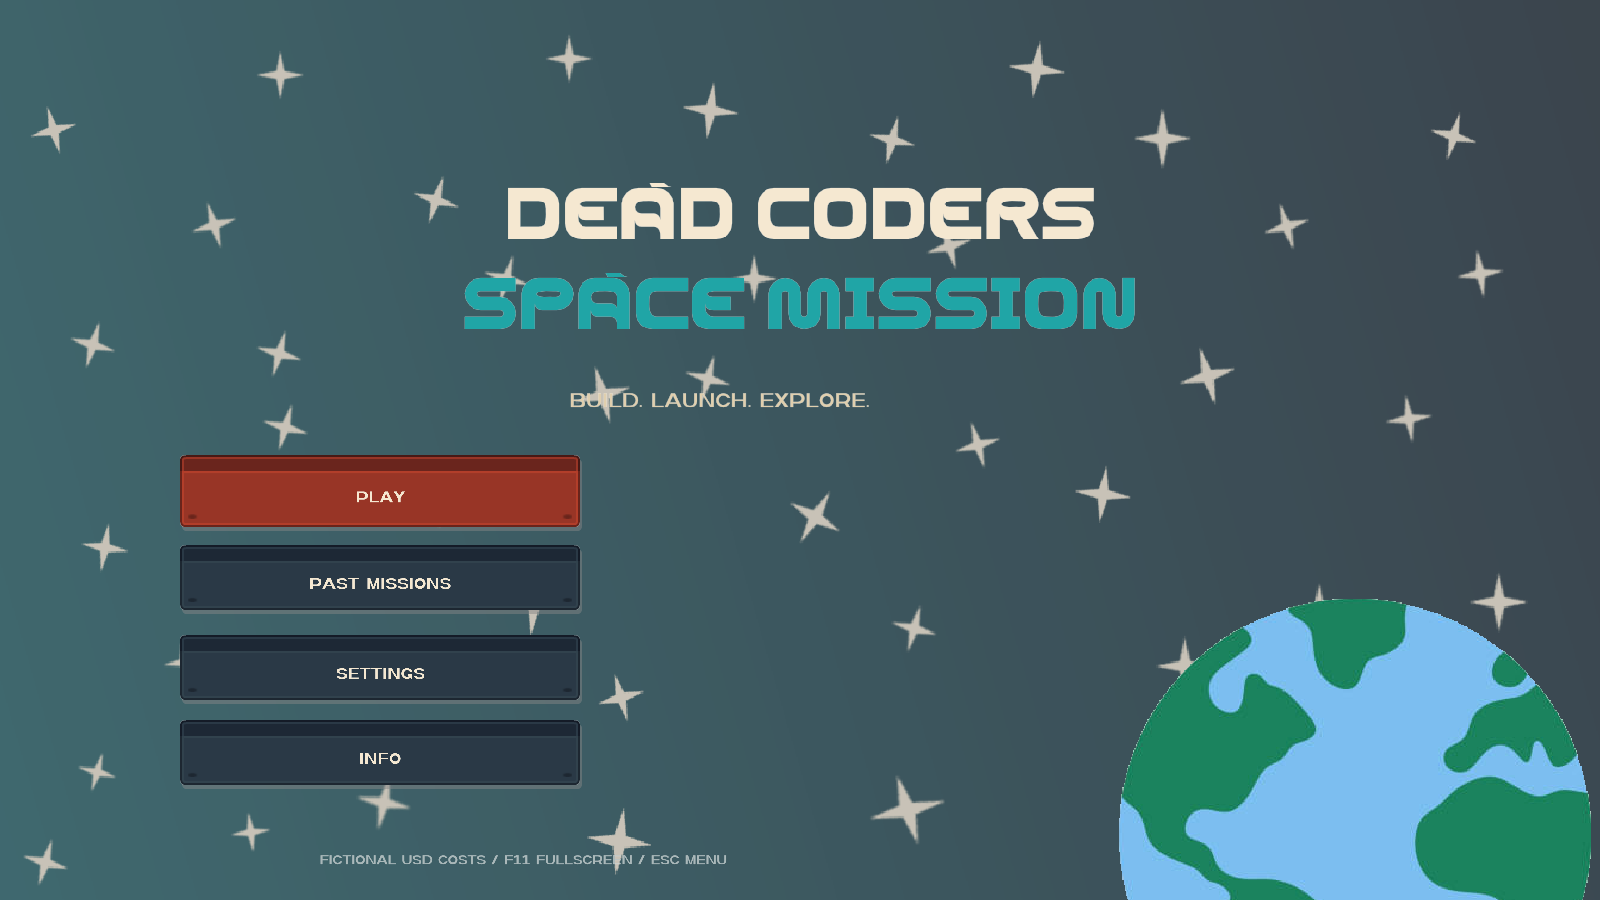 DEAD CODERS
SPACE MISSION
BUILD. LAUNCH. EXPLORE.
PLAY
PAST MISSIONS
SETTINGS
INFO
FICTIONAL USD COSTS / F11 FULLSCREEN / ESC MENU